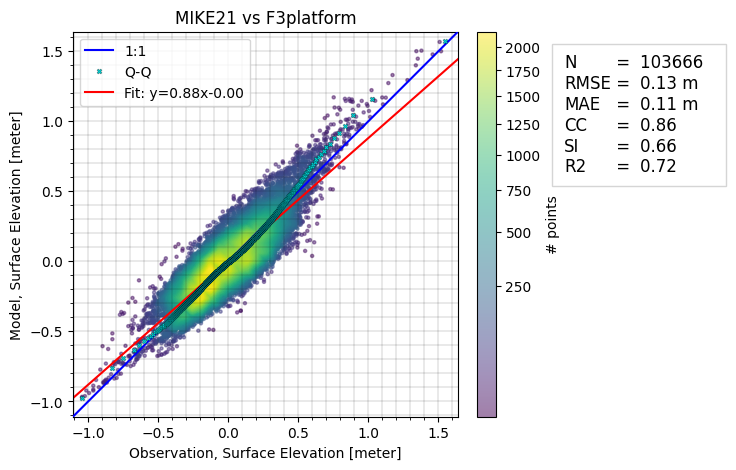 MIKE21 vs F3platform
1:1
Q-Q
Fit: y=0.88x-0.00
1.5
1.0
0.5
0.0
−0.5
−1.0
Model, Surface Elevation [meter]
−1.0 −0.5 0.0 0.5 1.0 1.5
Observation, Surface Elevation [meter]
2000
1750
1500
1250
1000
750
500
250
# points
N = 103666
RMSE = 0.13 m
MAE = 0.11 m
CC = 0.86
SI = 0.66
R2 = 0.72